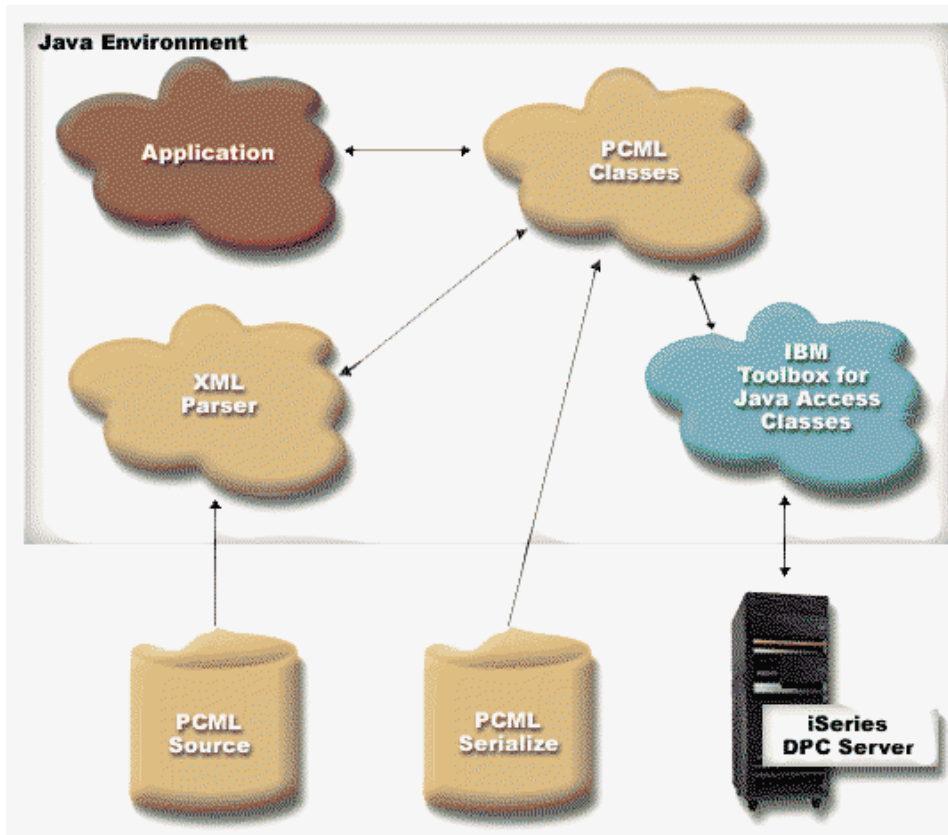 Java Environment
Application
PCML
Classes
XML
Parser
IBM
Toolbox for
Java Access
Classes
PCML
Source
PCML
Serialize
iSeries
DPC Server